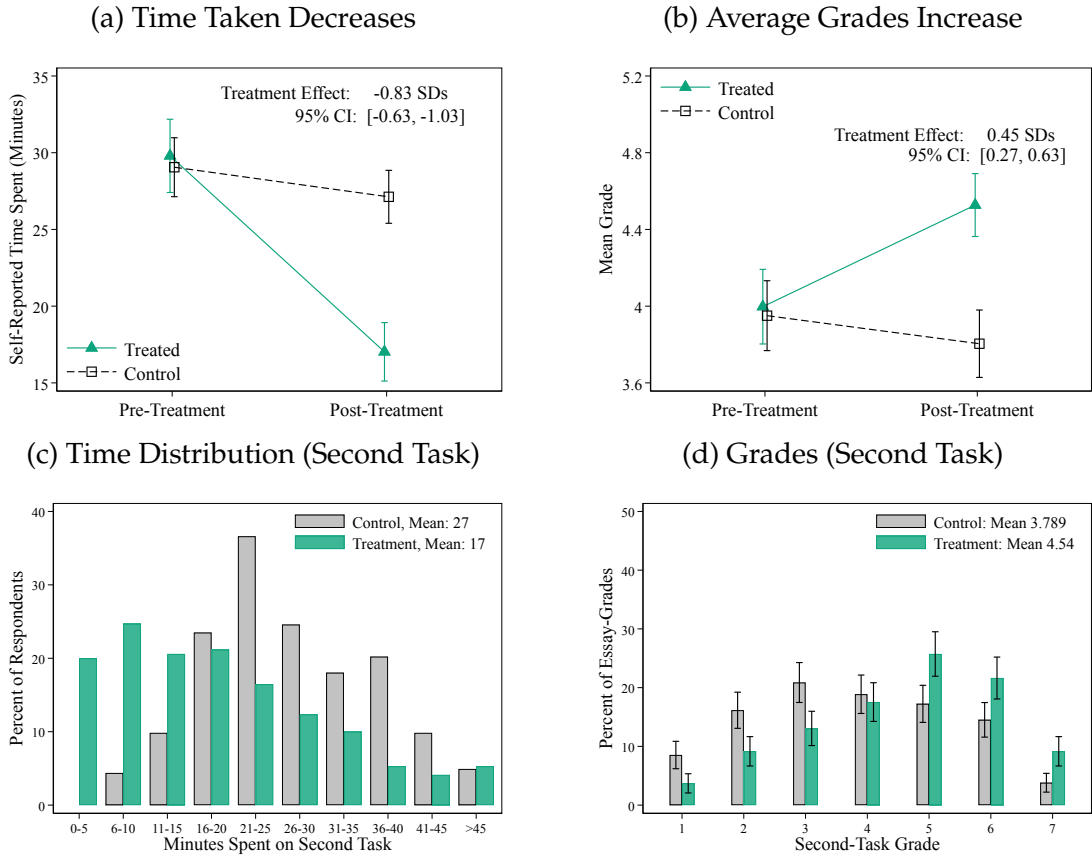 (a) Time Taken Decreases
35
30
25
20
15
Self-Reported Time Spent (Minutes)
Treatment Effect: -0.83 SDs
95% CI: [-0.63, -1.03]
Treated
Control
Pre-Treatment Post-Treatment
(b) Average Grades Increase
5.2
4.8
4.4
4
3.6
Mean Grade
Treated
Control
Treatment Effect: 0.45 SDs
95% CI: [0.27, 0.63]
Pre-Treatment Post-Treatment
(c) Time Distribution (Second Task)
40
30
20
10
0
Percent of Respondents
Control, Mean: 27
Treatment, Mean: 17
0-5 6-10 11-15 16-20 21-25 26-30 31-35 36-40 41-45 >45
Minutes Spent on Second Task
(d) Grades (Second Task)
50
40
30
20
10
0
Percent of Essay-Grades
Control: Mean 3.789
Treatment: Mean 4.54
1 2 3 4 5 6 7
Second-Task Grade